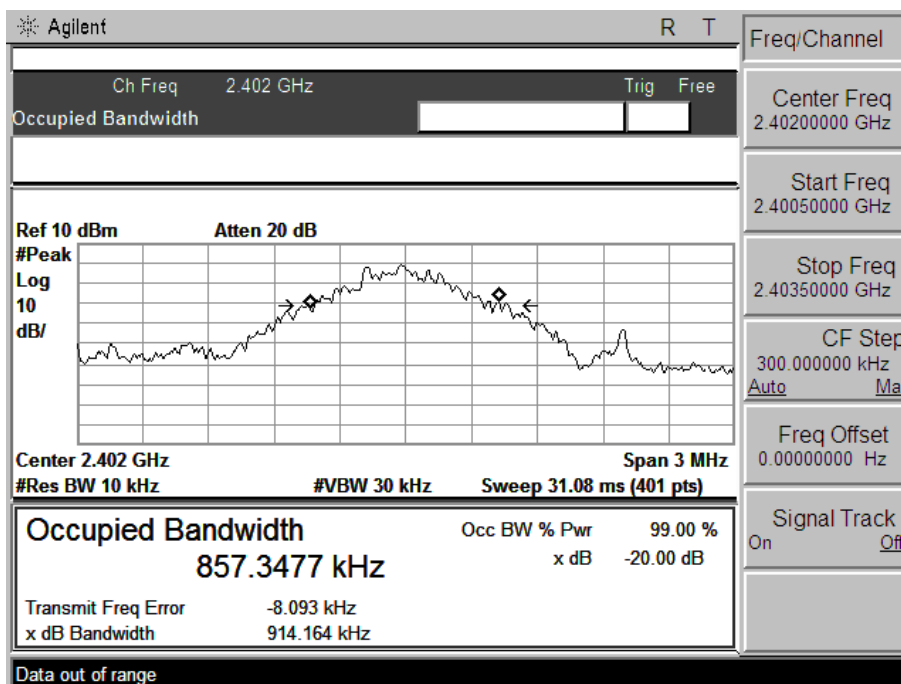 Agilent R T
Ch Freq 2.402 GHz Trig Free
Occupied Bandwidth
Ref 10 dBm Atten 20 dB
#Peak
Log
10
dB/
Center 2.402 GHz Span 3 MHz
#Res BW 10 kHz #VBW 30 kHz Sweep 31.08 ms (401 pts)
Occupied Bandwidth
857.3477 kHz
Occ BW % Pwr 99.00 %
x dB -20.00 dB
Transmit Freq Error -8.093 kHz
x dB Bandwidth 914.164 kHz
Data out of range
Freq/Channel
Center Freq
2.40200000 GHz
Start Freq
2.40050000 GHz
Stop Freq
2.40350000 GHz
CF Step
300.000000 kHz
Auto Ma
Freq Offset
0.00000000 Hz
Signal Track
On Off